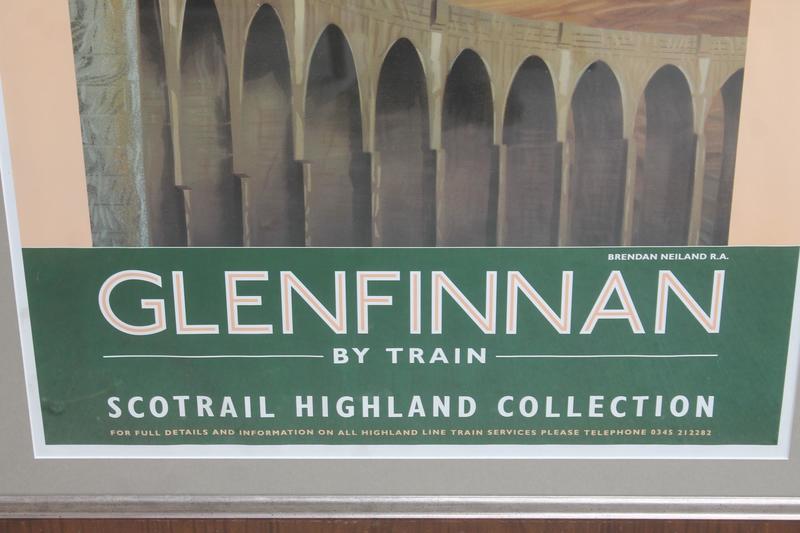 BRENDAN NEILAND R.A.
GLENFINNAN
BY TRAIN
SCOTRAIL HIGHLAND COLLECTION
FOR FULL DETAILS AND INFORMATION ON ALL HIGHLAND LINE TRAIN SERVICES PLEASE TELEPHONE 0345 212282